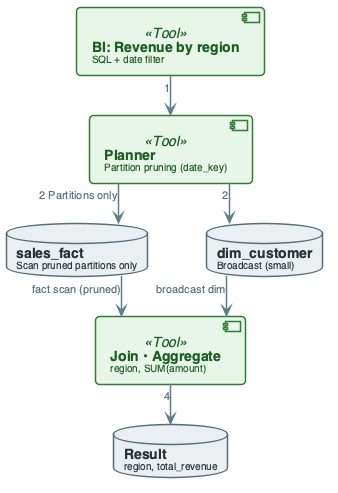 «Tool»
BI: Revenue by region
SQL + date filter
1
«Tool»
Planner
Partition pruning (date_key)
2 Partitions only
2
sales_fact
Scan pruned partitions only
dim_customer
Broadcast (small)
fact scan (pruned)
broadcast dim
«Tool»
Join • Aggregate
region, SUM(amount)
4
Result
region, total_revenue